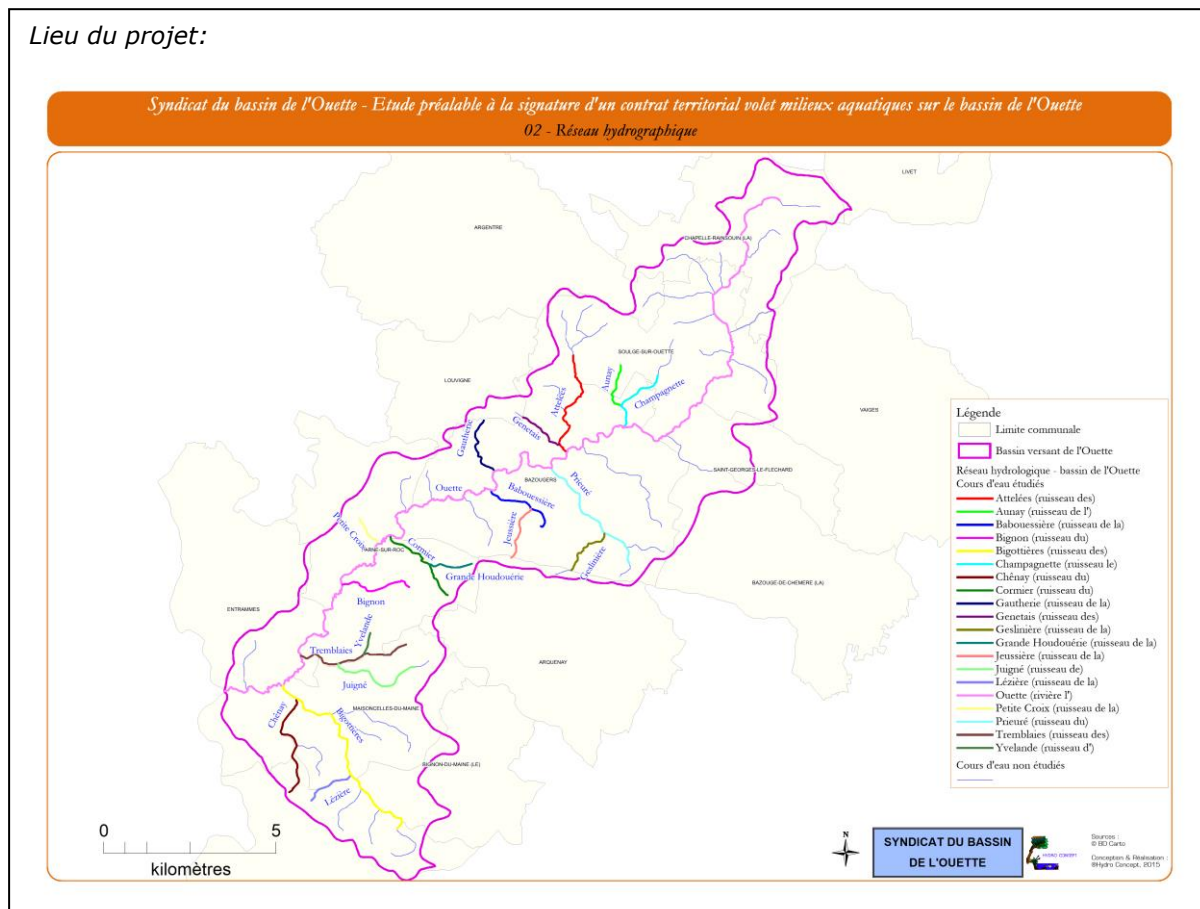 Lieu du projet:
Syndicat du bassin de l'Ouette - Etude préalable à la signature d'un contrat territorial volet milieux aquatiques sur le bassin de l'Ouette
02 - Réseau hydrographique
LIVET
ARGENTRE
CHAPELLE-RAINSOUIN (LA)
SOULGE-SUR-OUETTE
LOUVIGNE
Aunay
Attelées
Champagnette
VAIGES
Genetais
Gautherie
SAINT-GEORGES-LE-FLECHARD
BAZOUGERS
Prieuré
Ouette
Babouessière
Jeussière
Petite Croix
PARNE-SUR-ROC
Cormier
Geslinière
Grande Houdouérie
BAZOUGE-DE-CHEMERE (LA)
ENTRAMMES
Bignon
Yvelande
Tremblaies
ARQUENAY
Juigné
MAISONCELLES-DU-MAINE
Chênay
Bigottières
BIGNON-DU-MAINE (LE)
Lézière
Légende
Limite communale
Bassin versant de l'Ouette
Réseau hydrologique - bassin de l'Ouette
Cours d'eau étudiés
Attelées (ruisseau des)
Aunay (ruisseau de l')
Babouessière (ruisseau de la)
Bignon (ruisseau du)
Bigottières (ruisseau des)
Champagnette (ruisseau le)
Chênay (ruisseau du)
Cormier (ruisseau du)
Gautherie (ruisseau de la)
Genetais (ruisseau des)
Geslinière (ruisseau de la)
Grande Houdouérie (ruisseau de la)
Jeussière (ruisseau de la)
Juigné (ruisseau de)
Lézière (ruisseau de la)
Ouette (rivière l')
Petite Croix (ruisseau de la)
Prieuré (ruisseau du)
Tremblaies (ruisseau des)
Yvelande (ruisseau d')
Cours d'eau non étudiés
0 5
kilomètres
N
SYNDICAT DU BASSIN
DE L'OUETTE
HYDRO CONCEPT
Sources :
© BD Carto
Conception & Réalisation :
©Hydro Concept, 2015